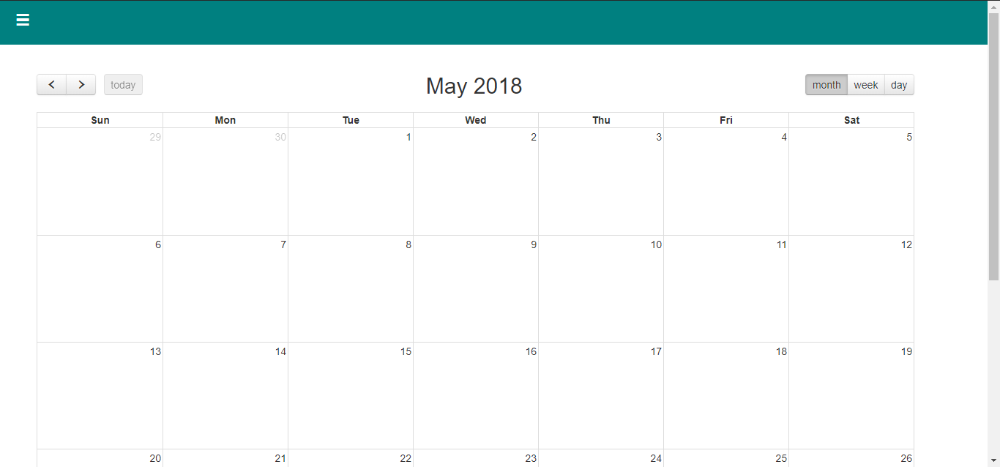 today May 2018 month week day
Sun Mon Tue Wed Thu Fri Sat
29 30 1 2 3 4 5
6 7 8 9 10 11 12
13 14 15 16 17 18 19
20 21 22 23 24 25 26